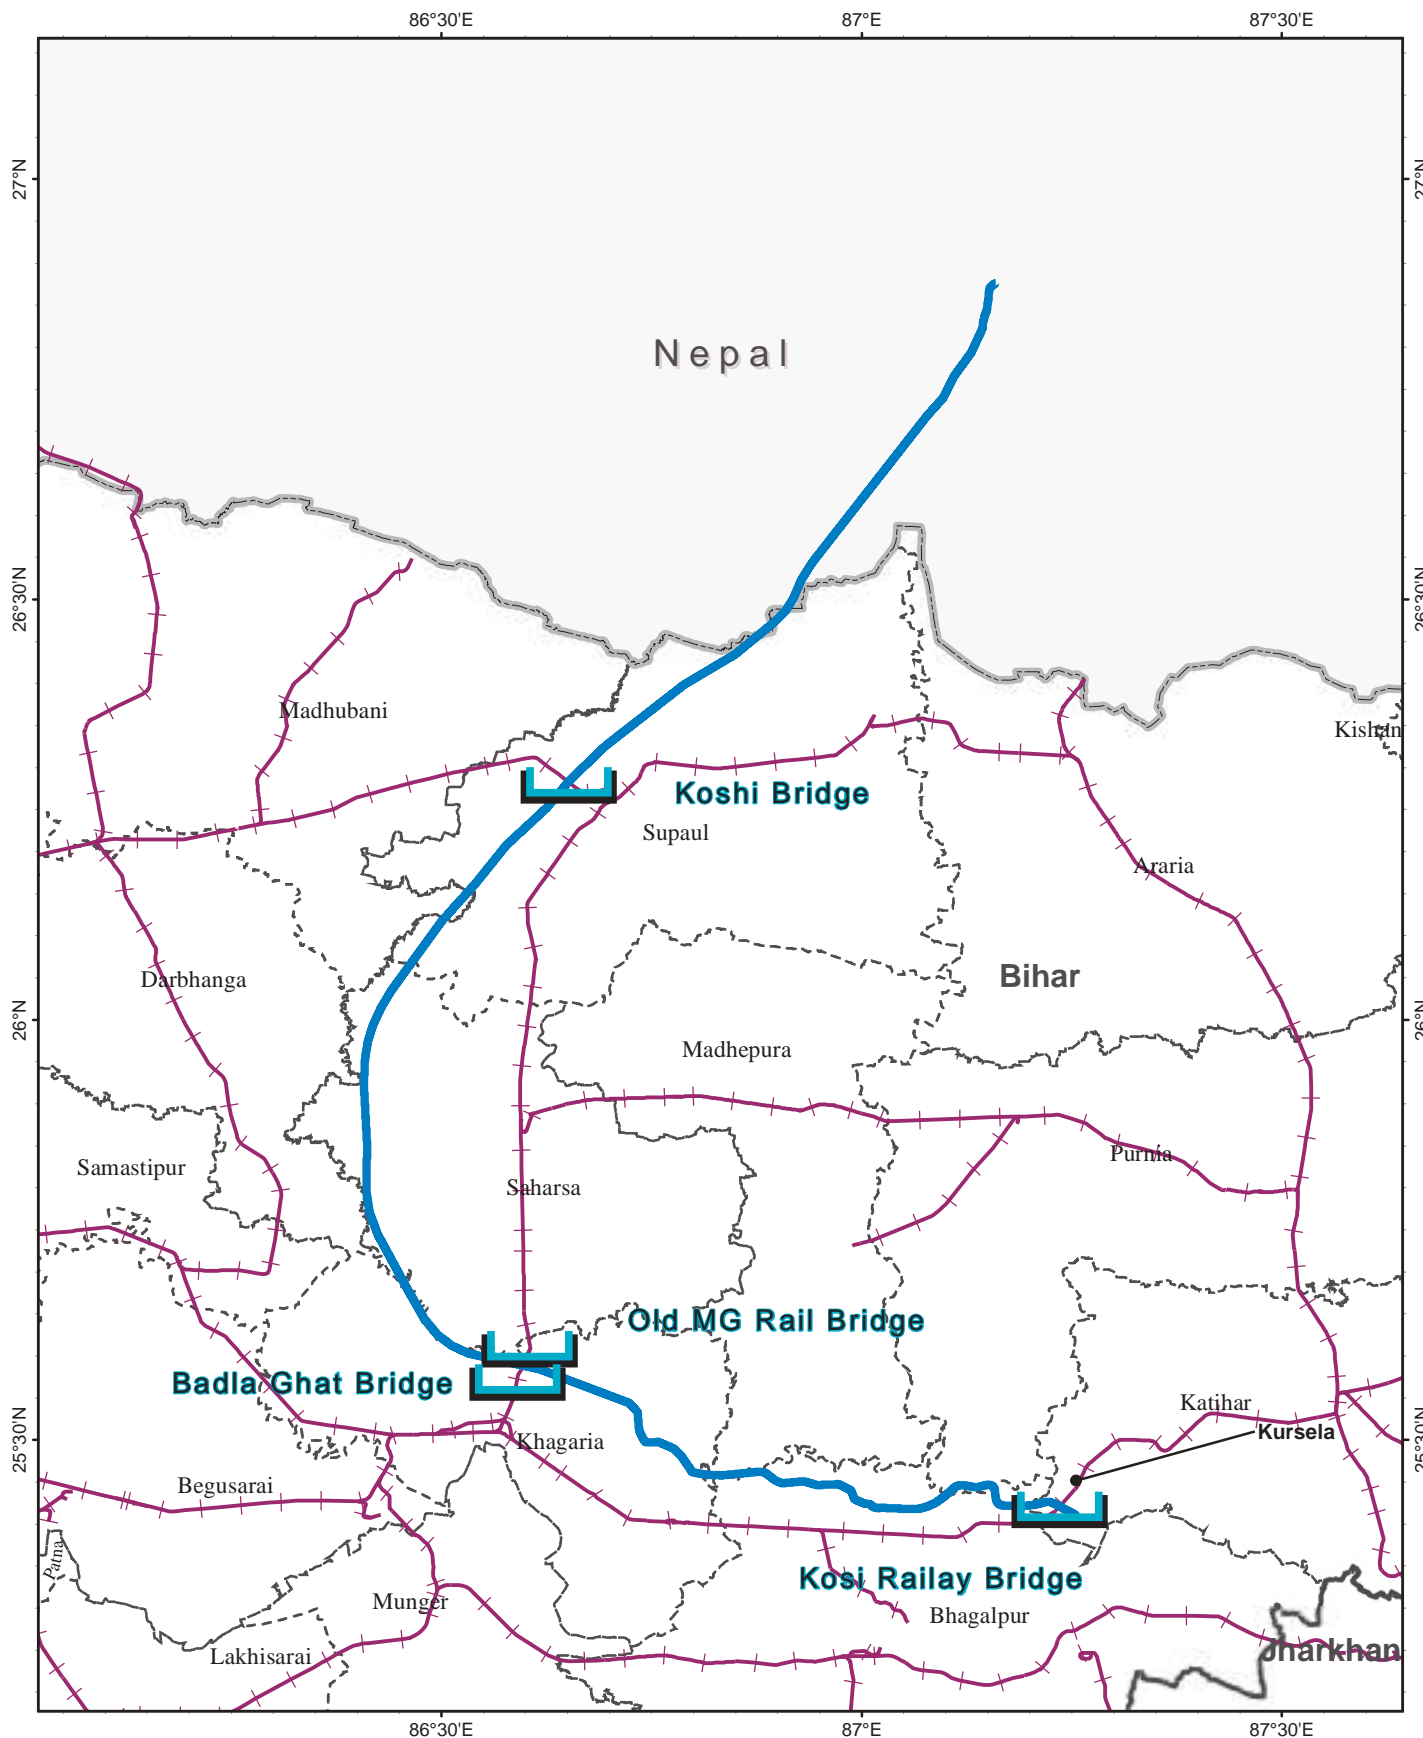 86°30'E
87°E
87°30'E
27°N
27°N
Nepal
26°30'N
26°30'N
Madhubani
Kishan
Koshi Bridge
Supaul
Araria
Darbhanga
Bihar
26°N
26°N
Madhepura
Samastipur
Purnia
Saharsa
Old MG Rail Bridge
Badla Ghat Bridge
Katihar
Kursela
25°30'N
25°30'N
Khagaria
Begusarai
Patna
Kosi Railay Bridge
Munger
Bhagalpur
Lakhisarai
Jharkhan
86°30'E
87°E
87°30'E